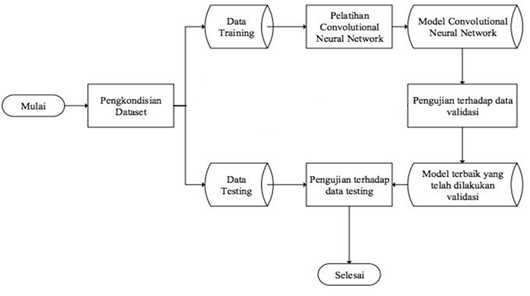 Mulai
Pengkondisian
Dataset
Data
Training
Pelatihan
Convolutional
Neural Network
Model Convolutional
Neural Network
Pengujian terhadap data
validasi
Model terbaik yang
telah dilakukan
validasi
Data
Testing
Pengujian terhadap
data testing
Selesai